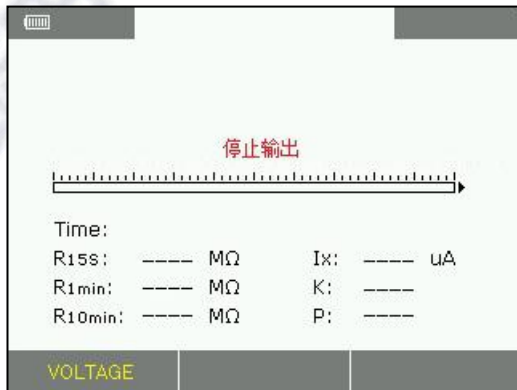 停止输出
Time:
R15s: ---- MΩ Ix: ---- uA
R1min: ---- MΩ K: ----
R10min: ---- MΩ P: ----
VOLTAGE